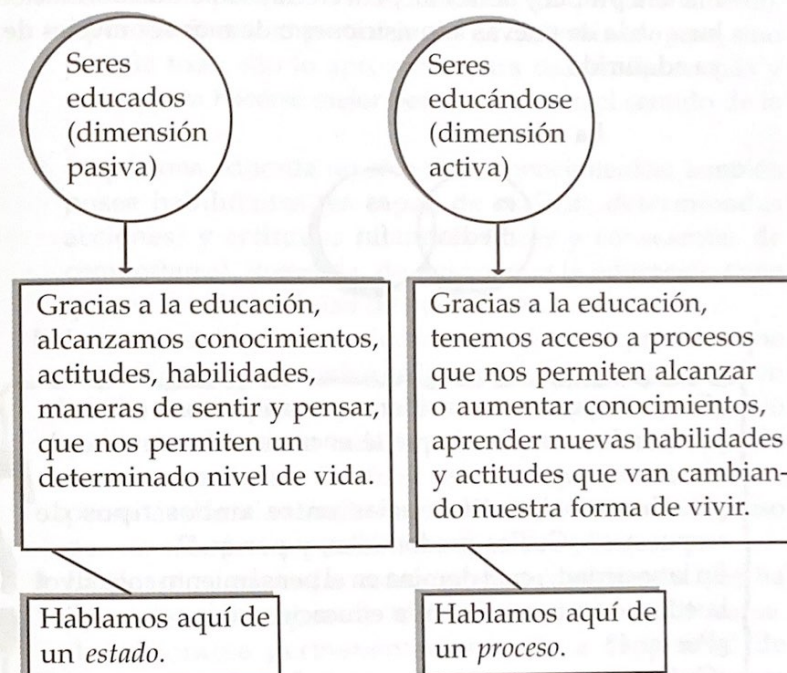 Seres
educados
(dimensión
pasiva)
Seres
educándose
(dimensión
activa)
Gracias a la educación,
alcanzamos conocimientos,
actitudes, habilidades,
maneras de sentir y pensar,
que nos permiten un
determinado nivel de vida.
Gracias a la educación,
tenemos acceso a procesos
que nos permiten alcanzar
o aumentar conocimientos,
aprender nuevas habilidades
y actitudes que van cambian-
do nuestra forma de vivir.
Hablamos aquí de
un estado.
Hablamos aquí de
un proceso.